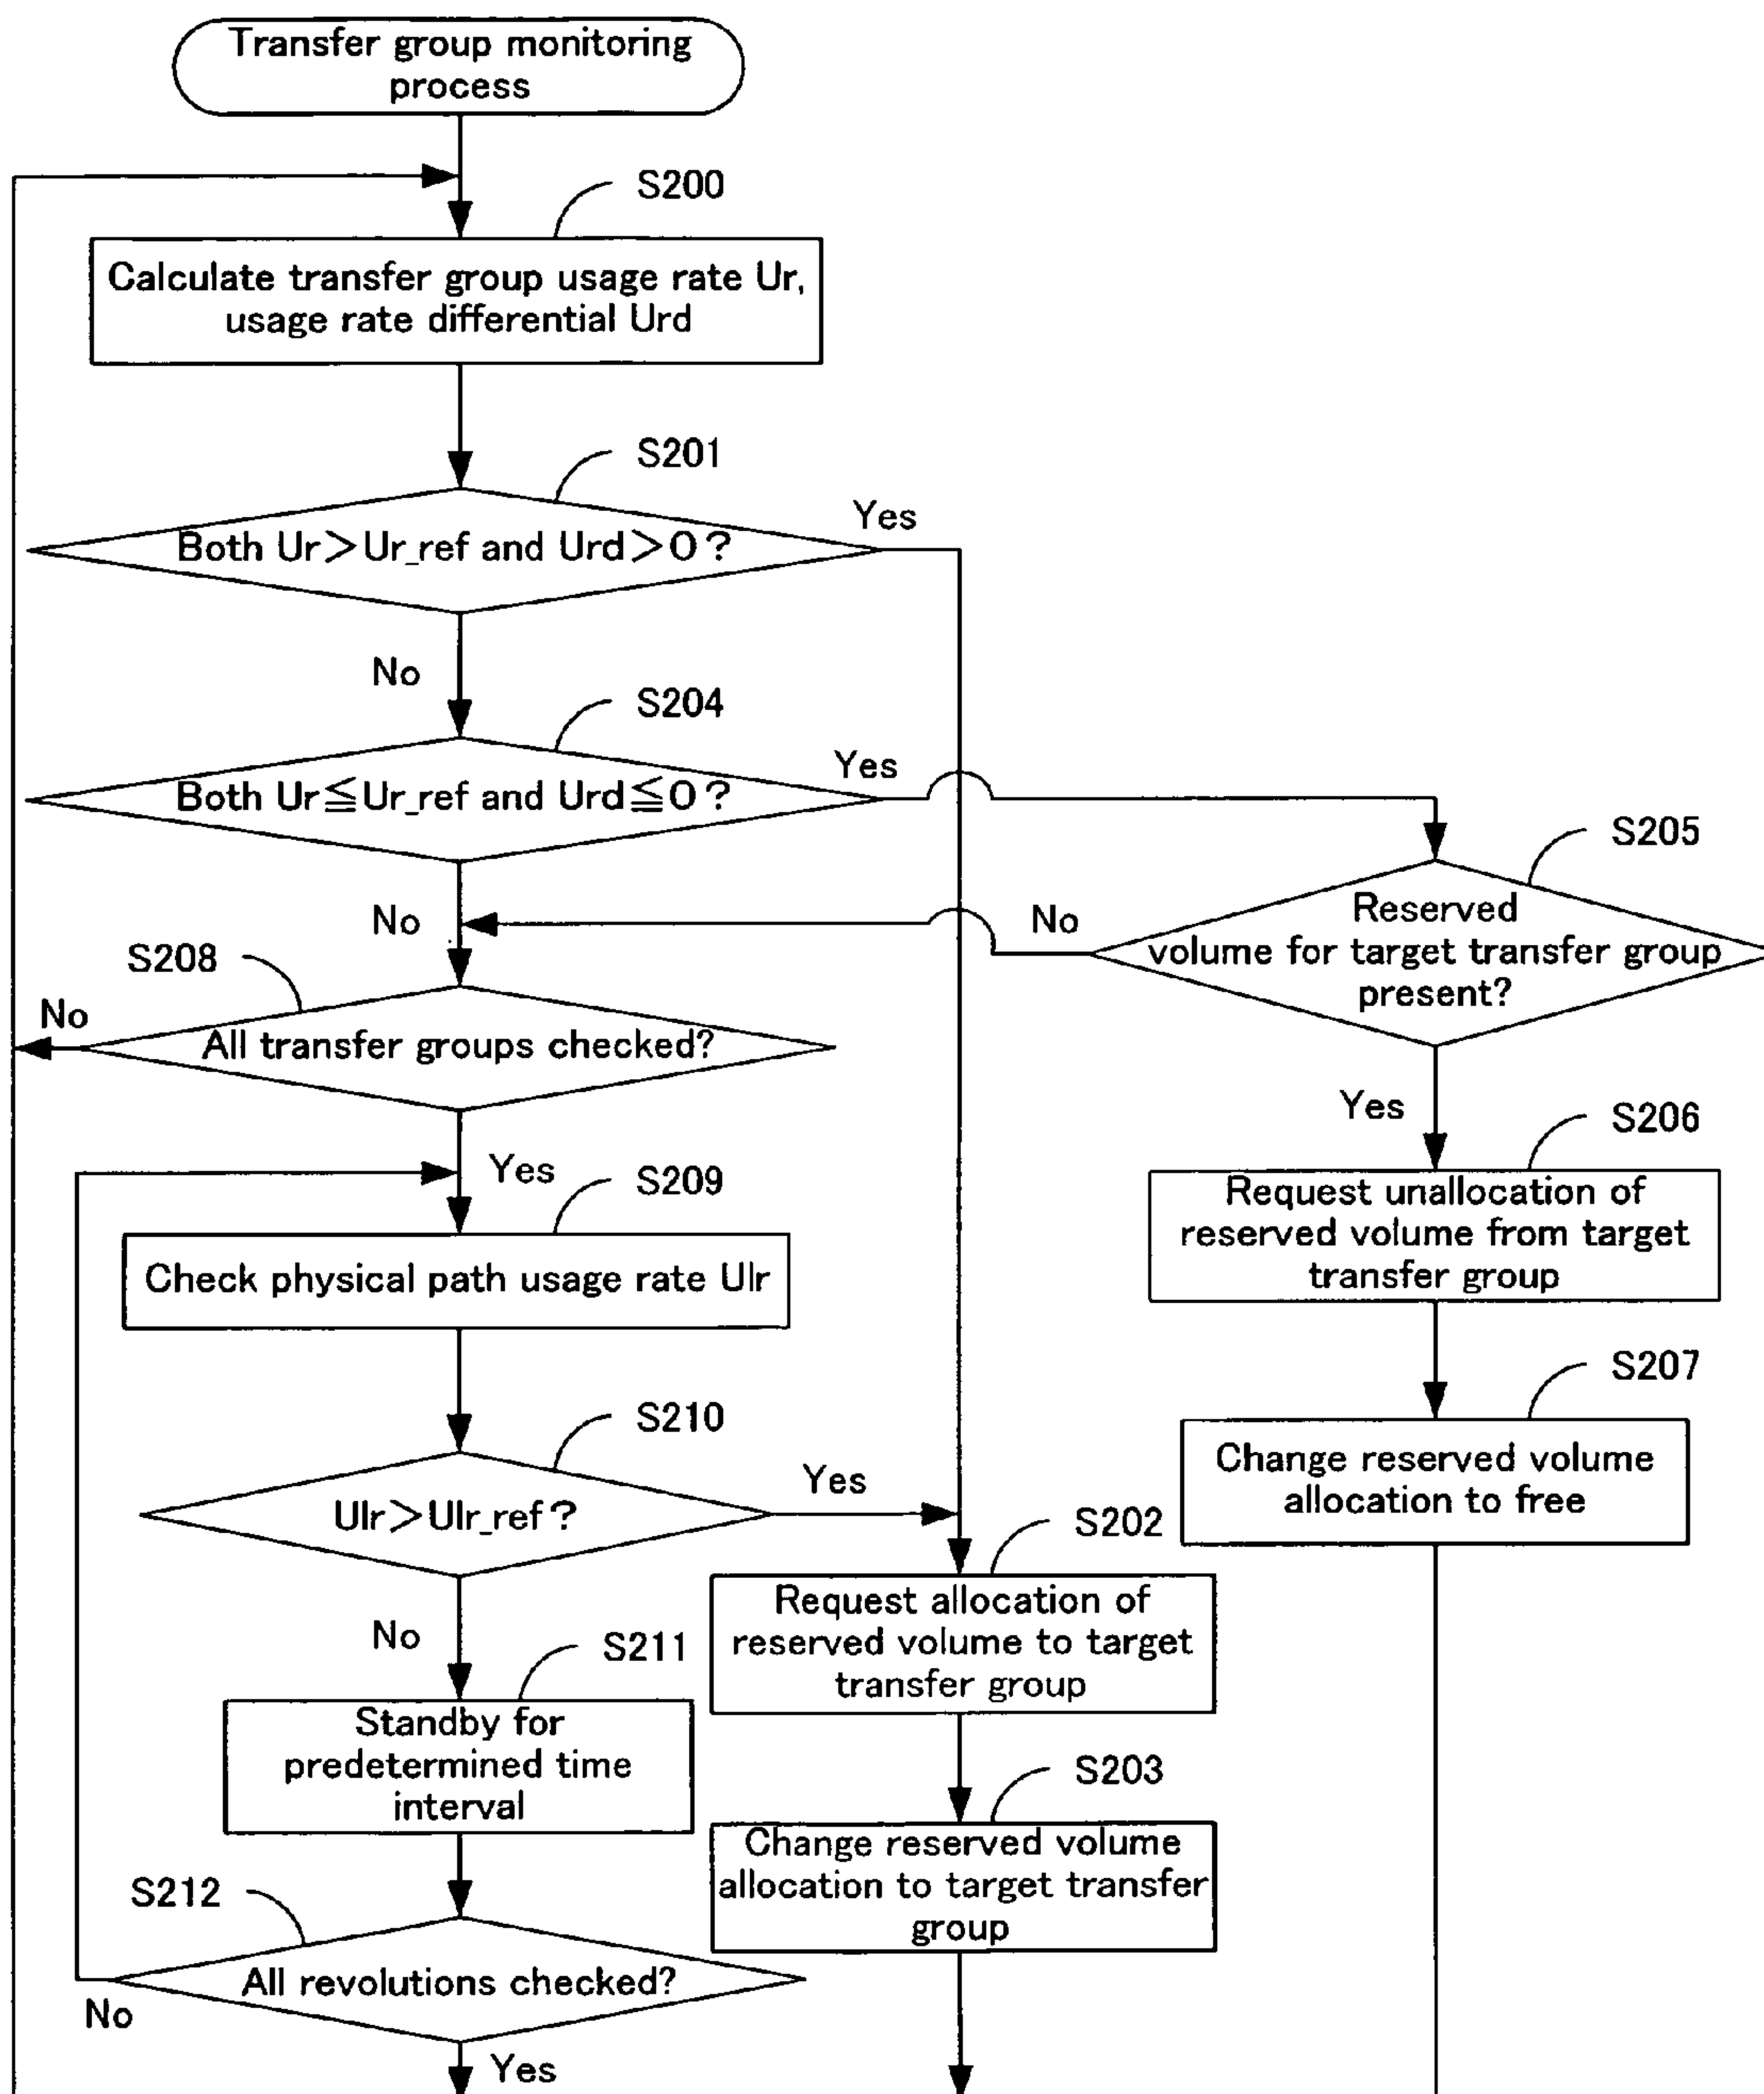 Transfer group monitoring
process
S200
Calculate transfer group usage rate Ur,
usage rate differential Urd
S201
Both Ur＞Ur_ref and Urd＞0？
Yes
No
S204
Both Ur≦Ur_ref and Urd≦0？
Yes
S205
Reserved
volume for target transfer group
present?
No
No
S208
All transfer groups checked?
No
Yes
Yes
S206
Request unallocation of
reserved volume from target
transfer group
S209
Check physical path usage rate Ulr
S207
Change reserved volume
allocation to free
S210
Ulr＞Ulr_ref？
Yes
No
S202
Request allocation of
reserved volume to target
transfer group
S211
Standby for
predetermined time
interval
S203
Change reserved volume
allocation to target transfer
group
S212
All revolutions checked?
No
Yes